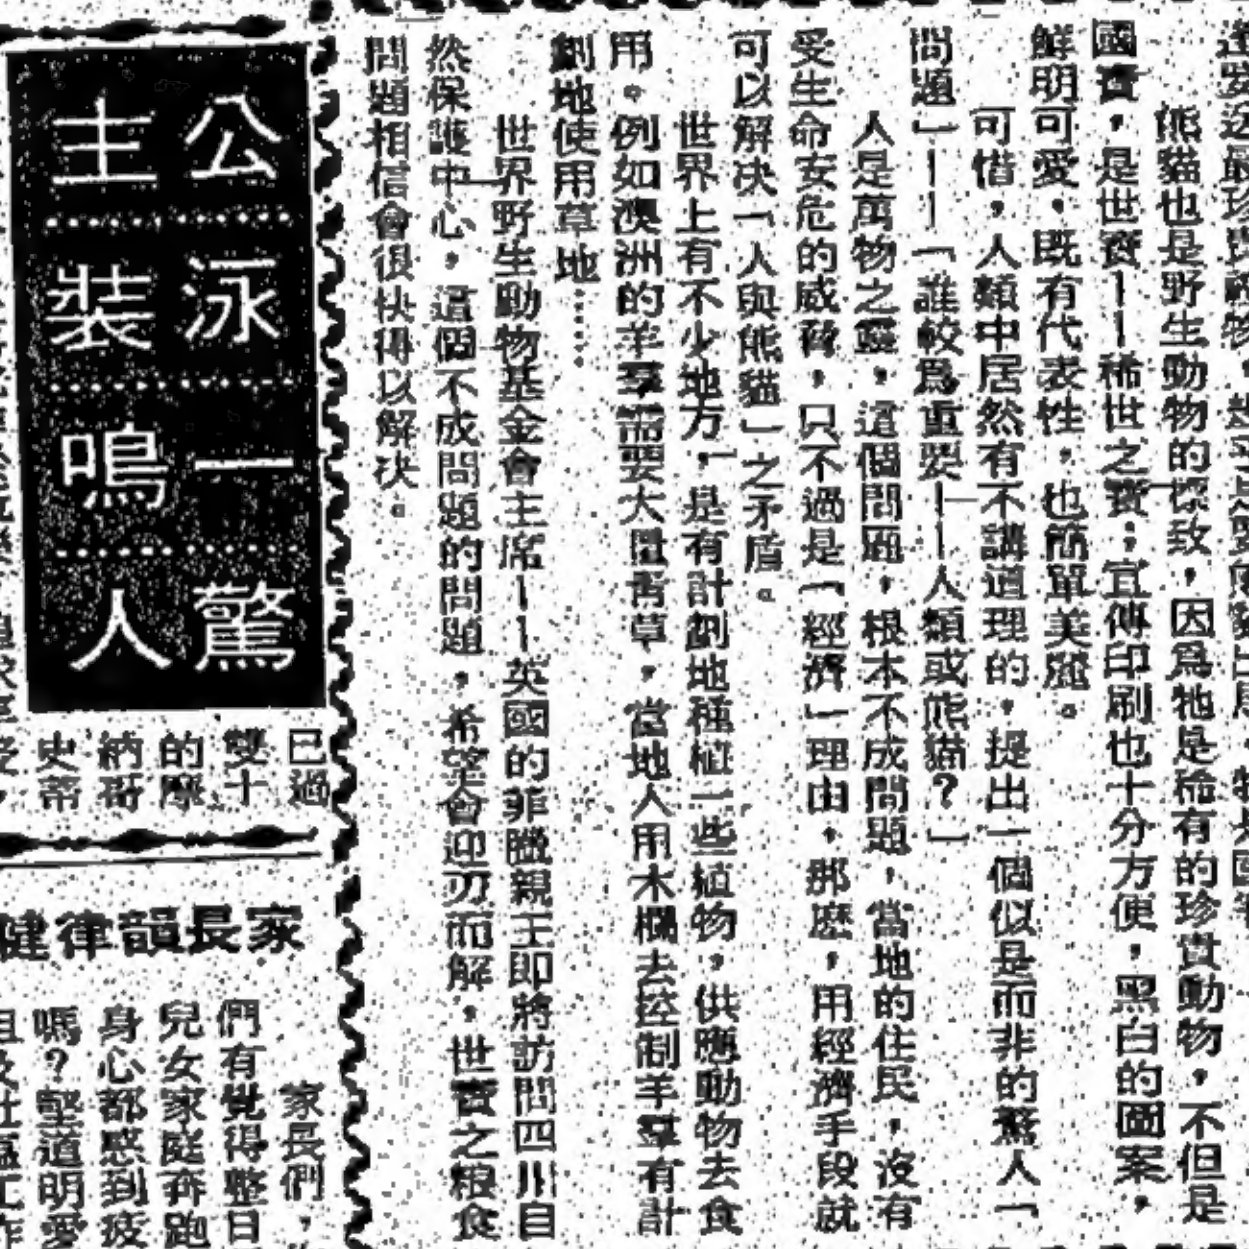 熊貓也是野生動物的標致，因爲牠是稀有的珍貴動物，不但是
國寶，是世寶——稀世之寶；宣傳印刷也十分方便，黑白的圖案，
鮮明可愛，既有代表性，也簡單美麗。
可惜，人類中居然有不講道理的，提出一個似是而非的驚人「
問題」——「誰較爲重要——人類或熊貓？」
人是萬物之靈，這個問題，根本不成問題，當地的住民，沒有
受生命安危的威脅，只不過是「經濟」理由，那麽，用經濟手段就
可以解决「人與熊貓」之矛盾。
世界上有不少地方，是有計劃地種植一些植物，供應動物去食
用。例如澳洲的羊羣需要大量青草，當地人用木欄去控制羊羣有計
劃地使用草地……
世界野生動物基金會主席——英國的菲臘親王即將訪問四川自
然保護中心，這個不成問題的問題，希望會迎刃而解，世寶之粮食
問題相信會很快得以解决。
公泳一驚
主裝鳴人
已過
雙十
的摩
納哥
史蒂
家長韻律健
家長們，
們有覺得整日
兒女家庭奔跑
身心都感到疲
嗎？堅道明愛